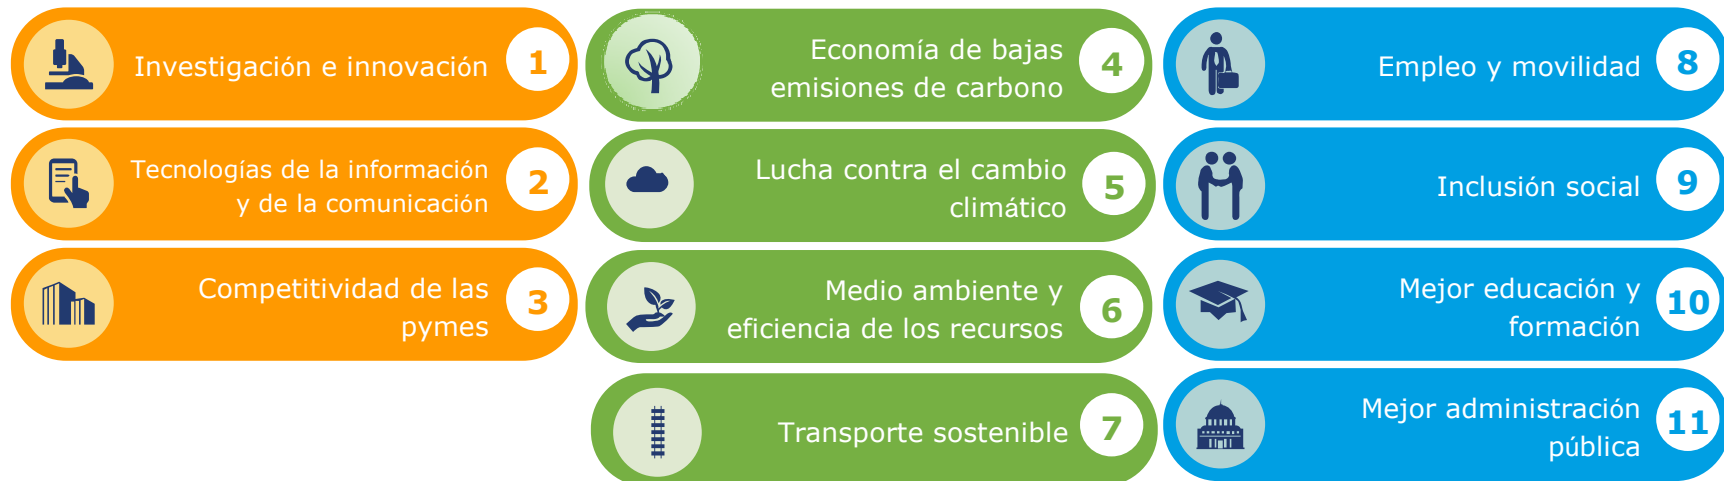 Investigación e innovación
1
Tecnologías de la información
y de la comunicación
2
Competitividad de las
pymes
3
Economía de bajas
emisiones de carbono
4
Lucha contra el cambio
climático
5
Medio ambiente y
eficiencia de los recursos
6
Transporte sostenible
7
Empleo y movilidad
8
Inclusión social
9
Mejor educación y
formación
10
Mejor administración
pública
11